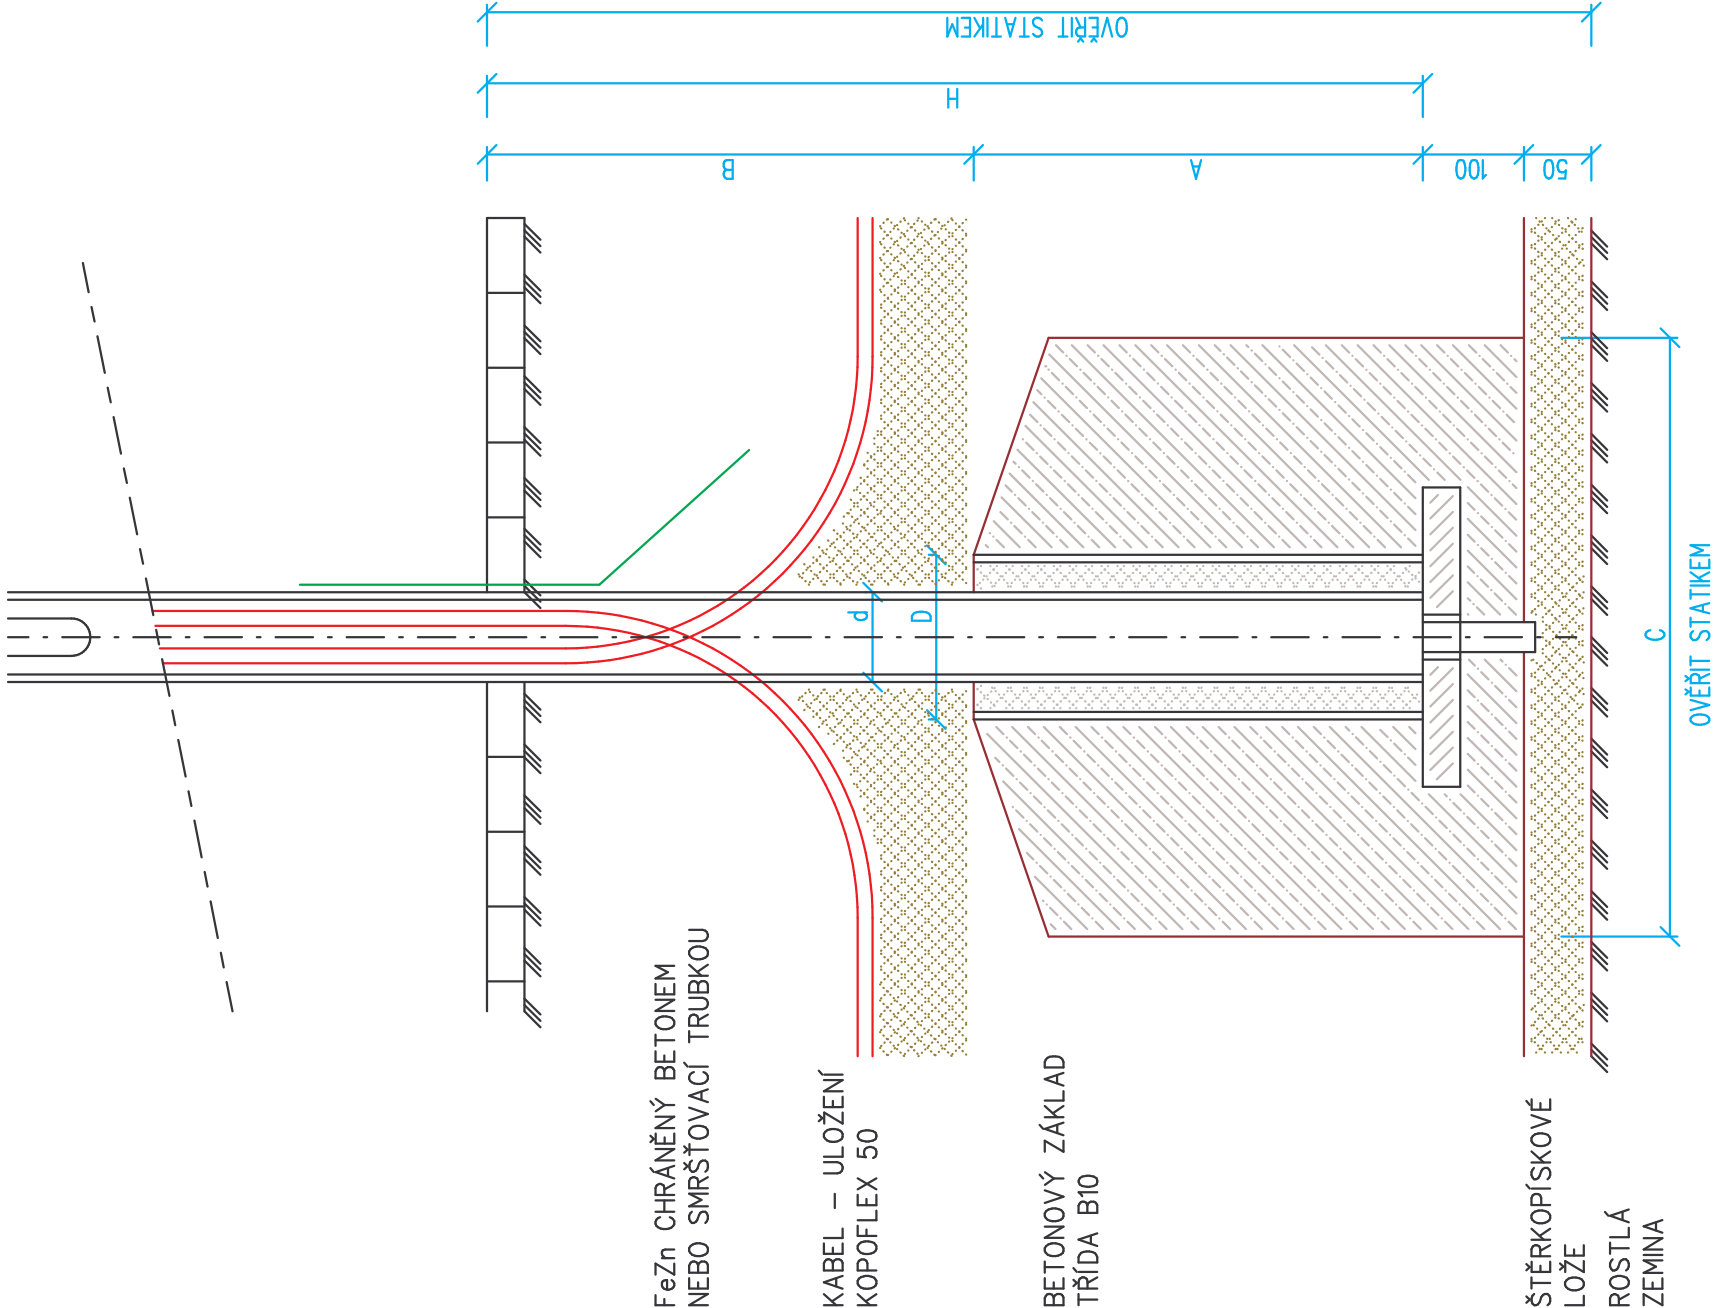 FeZn CHRÁNĚNÝ BETONEM
NEBO SMRŠŤOVACÍ TRUBKOU
KABEL – ULOŽENÍ
KOPOFLEX 50
BETONOVÝ ZÁKLAD
TŘÍDA B10
ŠTĚRKOPÍSKOVÉ
LOŽE
ROSTLÁ
ZEMINA
d
D
B
A
100
50
H
OVĚŘIT STATIKEM
C
OVĚŘIT STATIKEM